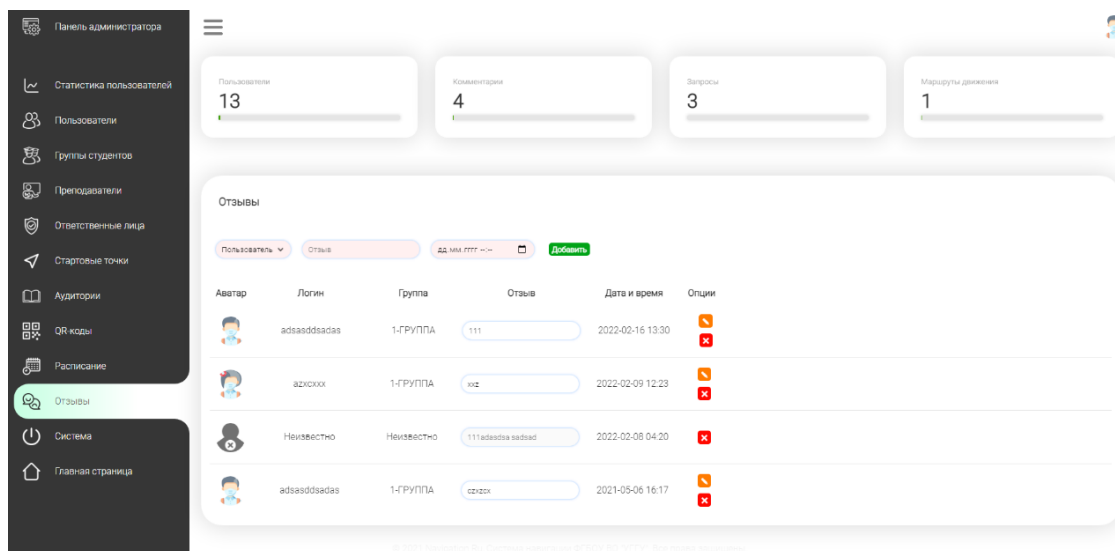 Панель администратора
Статистика пользователей
Пользователи
Группы студентов
Преподаватели
Ответственные лица
Стартовые точки
Аудитории
QR-коды
Расписание
Отзывы
Система
Главная страница
Пользователи Комментарии Запросы Маршруты движения
13 4 3 1
Отзывы
Пользователь Отзыв дд.мм.гггг --:-- Добавить
Аватар Логин Группа Отзыв Дата и время Опции
adsasddsadas 1-ГРУППА 111 2022-02-16 13:30
azxcxxx 1-ГРУППА xxz 2022-02-09 12:23
Неизвестно Неизвестно 111adasdsa sadsad 2022-02-08 04:20
adsasddsadas 1-ГРУППА czxzcx 2021-05-06 16:17